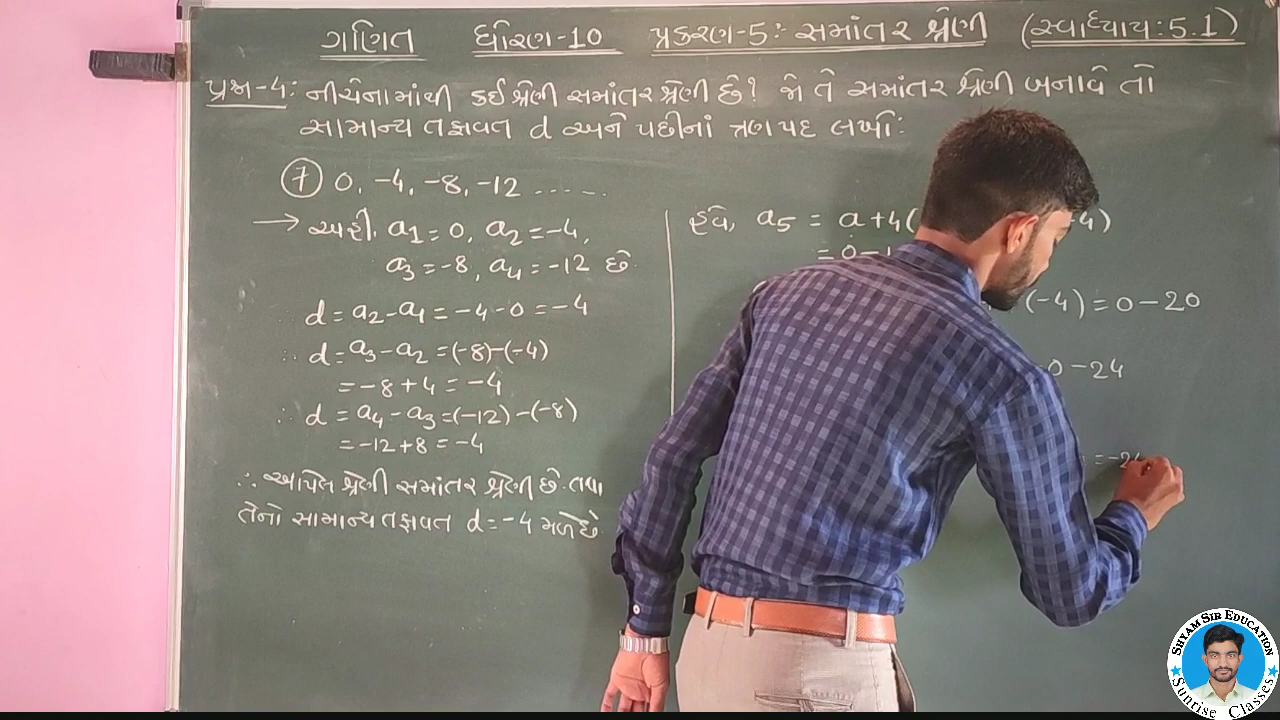 ગણિત ધોરણ-10 પ્રકરણ-5: સમાંતર શ્રેણી (સ્વાધ્યાય:5.1)
પ્રશ્ન-4: નીચેનામાંથી કઈ શ્રેણી સમાંતર શ્રેણી છે? જો તે સમાંતર શ્રેણી બનાવે તો
સામાન્ય તફાવત d અને પછીનાં ત્રણ પદ લખો:
7 0, -4, -8, -12 ......
→ અહીં, a1 = 0, a2 = -4,
a3 = -8, a4 = -12 છે
d = a2 - a1 = -4 - 0 = -4
∴ d = a3 - a2 = (-8) - (-4)
= -8 + 4 = -4
∴ d = a4 - a3 = (-12) - (-8)
= -12 + 8 = -4
∴ આપેલ શ્રેણી સમાંતર શ્રેણી છે તથા
તેનો સામાન્ય તફાવત d = -4 મળે છે
હવે, a5 = a + 4( 4)
= 0 - 1
(-4) = 0 - 20
0 - 24
= -2
SHYAM SIR EDUCATION
Sunrise Classes